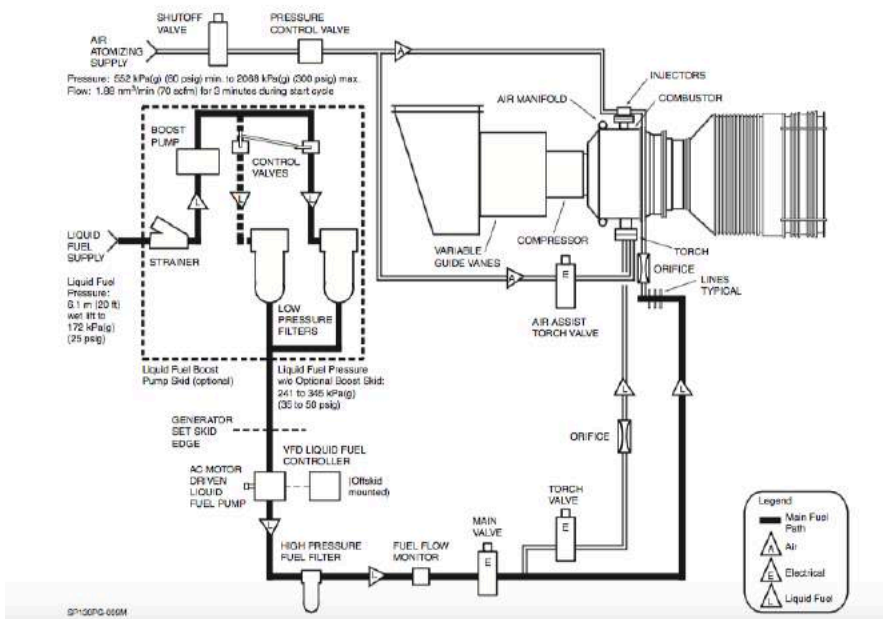 SHUTOFF
VALVE
PRESSURE
CONTROL VALVE
AIR
ATOMIZING
SUPPLY
A
Pressure: 552 kPa(g) (80 psig) min. to 2068 kPa(g) (300 psig) max.
Flow: 1.88 nm³/min (70 scfm) for 3 minutes during start cycle
INJECTORS
COMBUSTOR
AIR MANIFOLD
BOOST
PUMP
CONTROL
VALVES
L
L
L
LIQUID
FUEL
SUPPLY
STRAINER
VARIABLE
GUIDE VANES
COMPRESSOR
TORCH
ORIFICE
LINES
TYPICAL
A
E
AIR ASSIST
TORCH VALVE
Liquid Fuel
Pressure:
6.1 m (20 ft)
wet lift to
172 kPa(g)
(25 psig)
LOW
PRESSURE
FILTERS
Liquid Fuel Boost
Pump Skid (optional)
Liquid Fuel Pressure
w/o Optional Boost Skid:
241 to 345 kPa(g)
(35 to 50 psig)
L
L
GENERATOR
SET SKID
EDGE
ORIFICE
AC MOTOR
DRIVEN
LIQUID
FUEL PUMP
VFD LIQUID FUEL
CONTROLLER
(Offskid
mounted)
L
TORCH
VALVE
E
MAIN
VALVE
E
HIGH PRESSURE
FUEL FILTER
L
FUEL FLOW
MONITOR
Legend
Main Fuel
Path
A Air
E Electrical
L Liquid Fuel